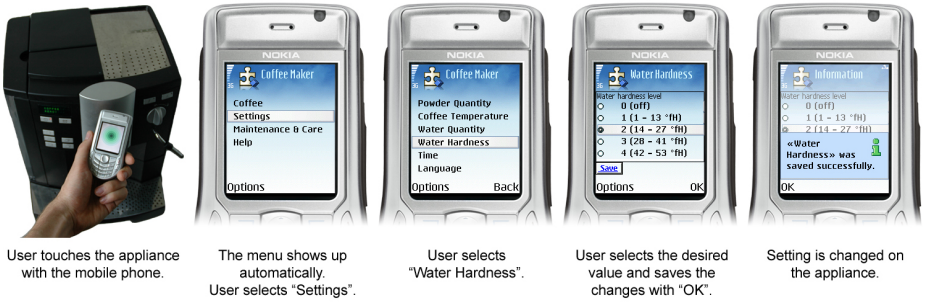 NOKIA
3G
Coffee Maker
Coffee
Settings
Maintenance & Care
Help
Options
NOKIA
3G
Coffee Maker
Powder Quantity
Coffee Temperature
Water Quantity
Water Hardness
Time
Language
Options Back
NOKIA
3G
Water Hardness
Water hardness level
0 (off)
1 (1 - 13 °fH)
2 (14 - 27 °fH)
3 (28 - 41 °fH)
4 (42 - 53 °fH)
Save
Options OK
NOKIA
3G
Information
Water hardness level
0 (off)
1 (1 - 13 °fH)
2 (14 - 27 °fH)
«Water
Hardness» was
saved successfully.
OK
User touches the appliance
with the mobile phone.
The menu shows up
automatically.
User selects “Settings”.
User selects
“Water Hardness”.
User selects the desired
value and saves the
changes with “OK”.
Setting is changed on
the appliance.